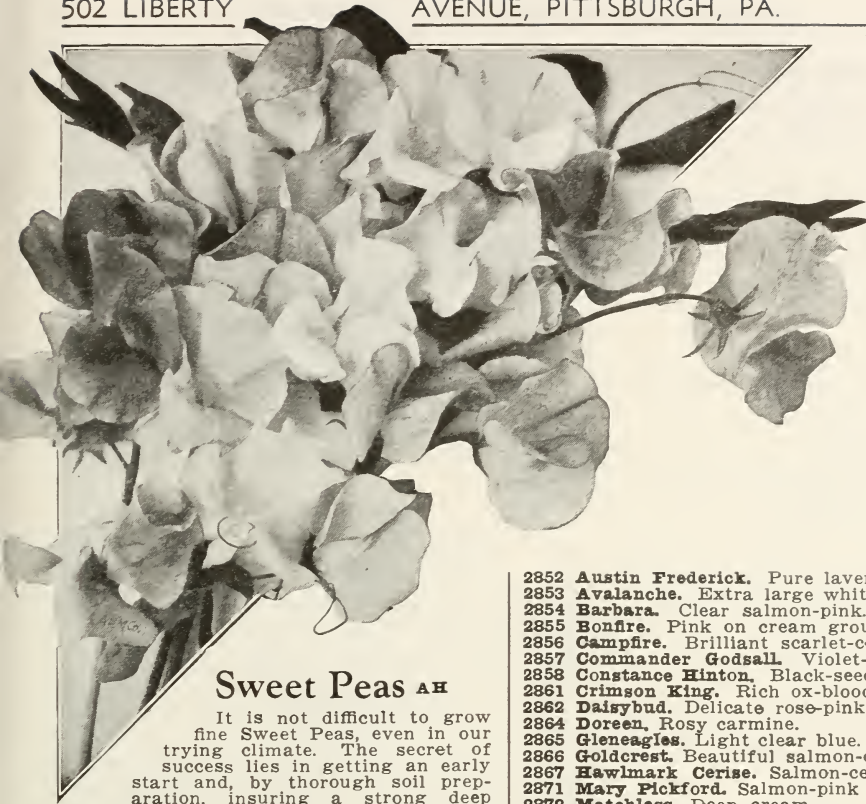 502 LIBERTY AVENUE, PITTSBURGH, PA.
Sweet Peas AH
It is not difficult to grow
fine Sweet Peas, even in our
trying climate. The secret of
success lies in getting an early
start and, by thorough soil prep-
aration, insuring a strong deep
2852 Austin Frederick. Pure laver
2853 Avalanche. Extra large whit
2854 Barbara. Clear salmon-pink.
2855 Bonfire. Pink on cream grou
2856 Campfire. Brilliant scarlet-c
2857 Commander Godsall. Violet-
2858 Constance Hinton. Black-seed
2861 Crimson King. Rich ox-blood
2862 Daisybud. Delicate rose-pink
2864 Doreen. Rosy carmine.
2865 Gleneagles. Light clear blue.
2866 Goldcrest. Beautiful salmon-
2867 Hawlmark Cerise. Salmon-ce
2871 Mary Pickford. Salmon-pink
2872 Matchless. Deep cream.